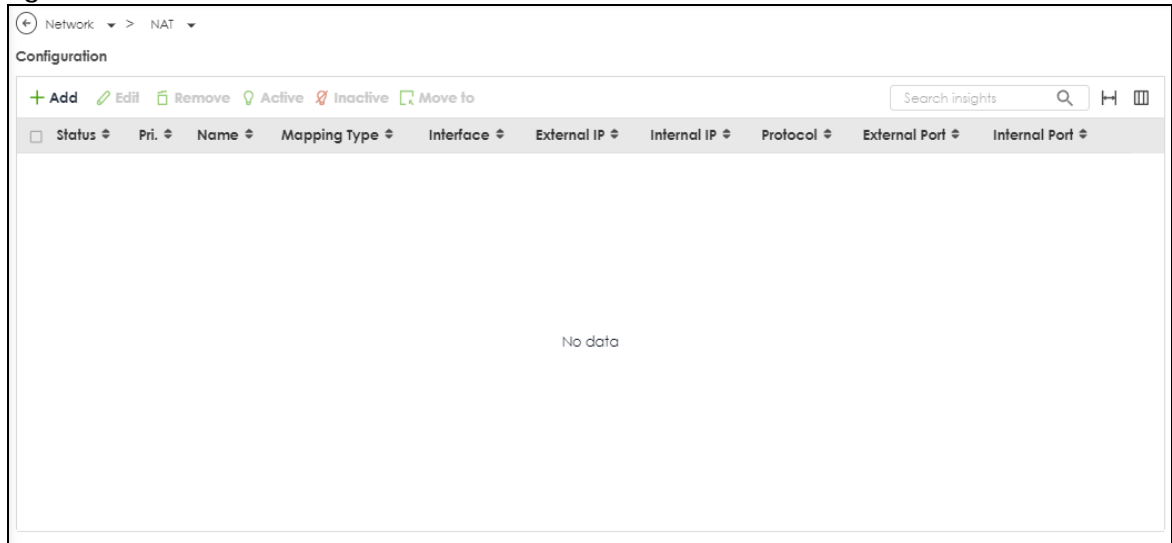 Network > NAT
Configuration
Add Edit Remove Active Inactive Move to Search insights
Status Pri. Name Mapping Type Interface External IP Internal IP Protocol External Port Internal Port
No data